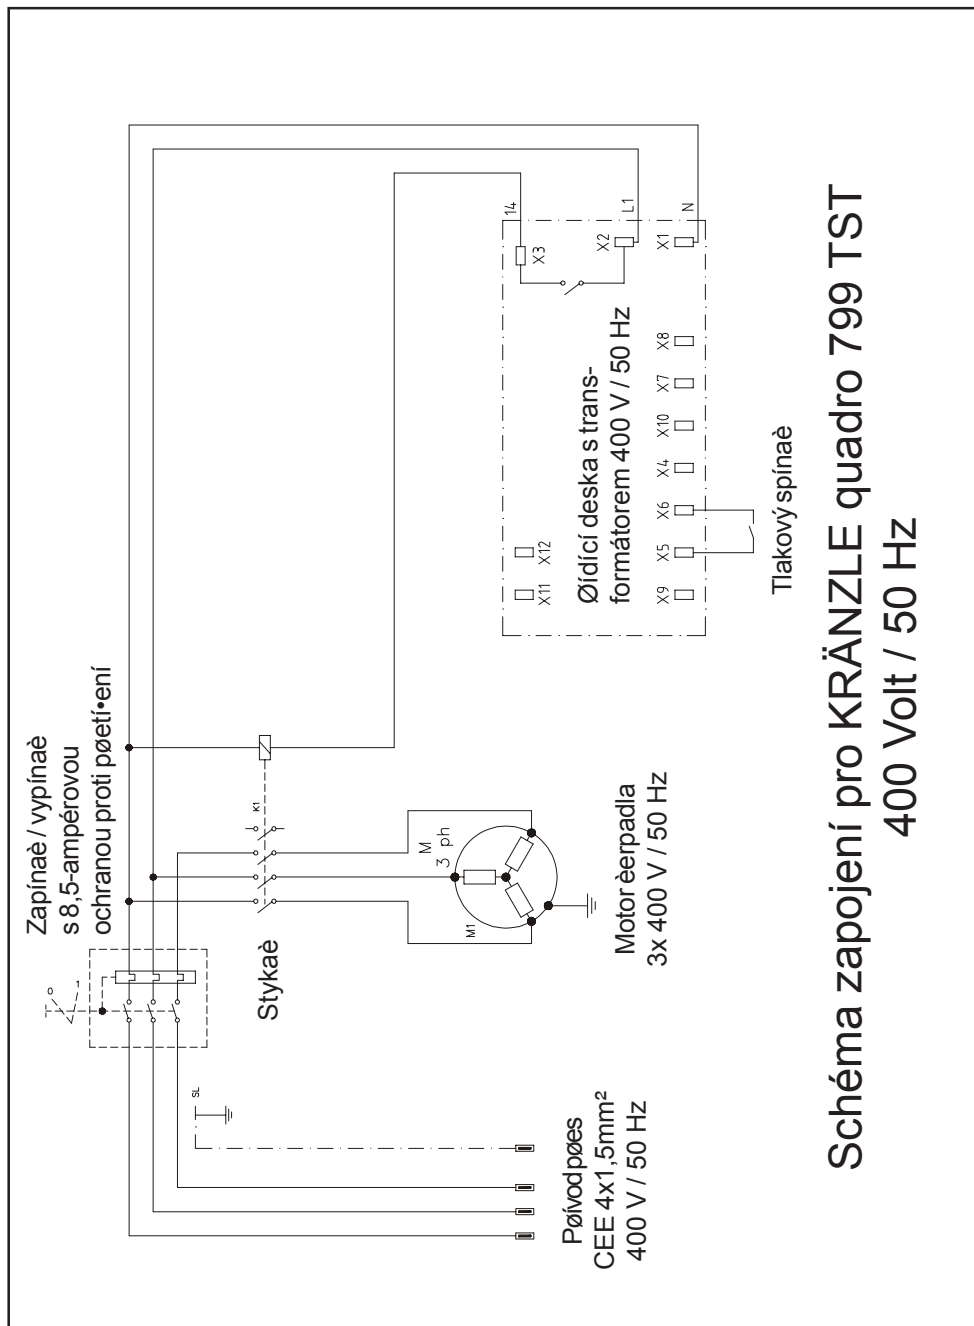 Zapínaè / vypínaè
s 8,5-ampérovou
ochranou proti pøetí•ení
0
1
SL
Pøívod pøes
CEE 4x1,5mm²
400 V / 50 Hz
Stykaè
K1
M
3 ph
M1
Motor èerpadla
3x 400 V / 50 Hz
14
L1
N
X3
X2
X1
X11
X12
Øídící deska s trans-
formátorem 400 V / 50 Hz
X9
X5
X6
X4
X10
X7
X8
Tlakový spínaè
Schéma zapojení pro KRÄNZLE quadro 799 TST
400 Volt / 50 Hz